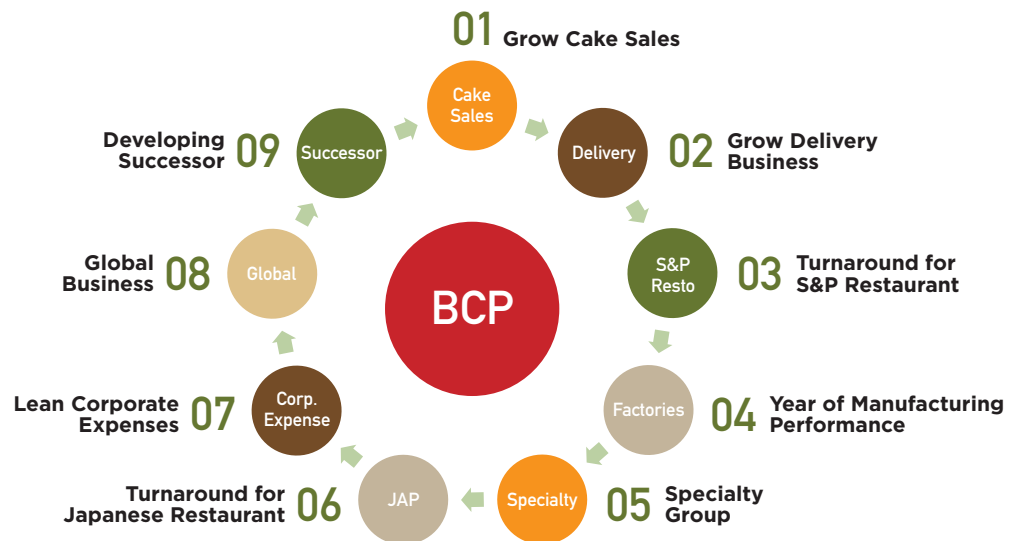 01 Grow Cake Sales
Cake
Sales
Delivery
02
Grow Delivery
Business
S&P
Resto
03
Turnaround for
S&P Restaurant
Factories
04
Year of Manufacturing
Performance
Specialty
05
Specialty
Group
JAP
06
Turnaround for
Japanese Restaurant
Corp.
Expense
07
Lean Corporate
Expenses
Global
08
Global
Business
Successor
09
Developing
Successor
BCP